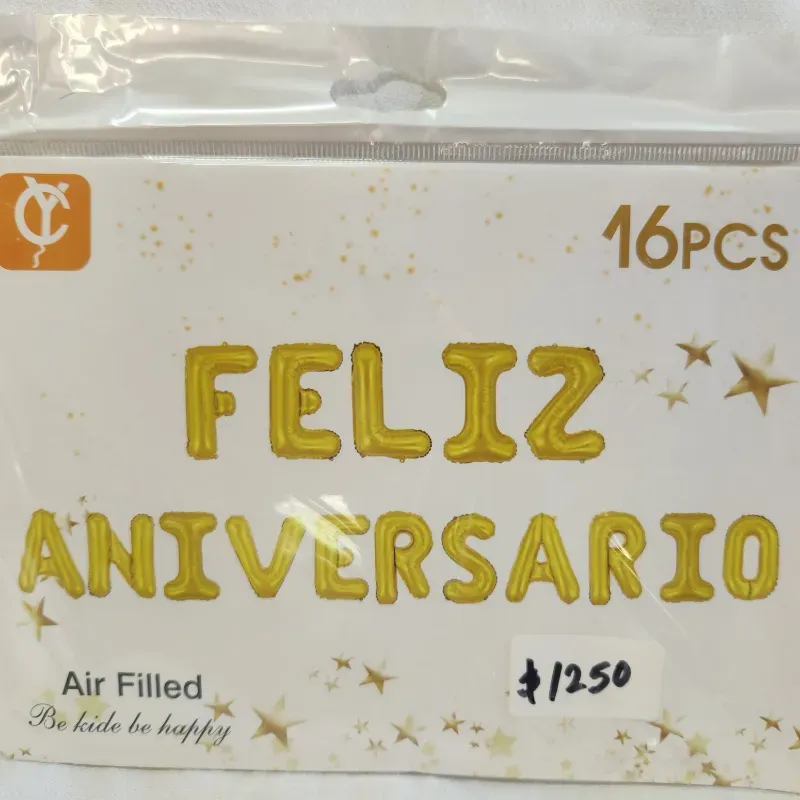 16PCS
FELIZ
ANIVERSARIO
Air Filled
Be kide be happy
$1250